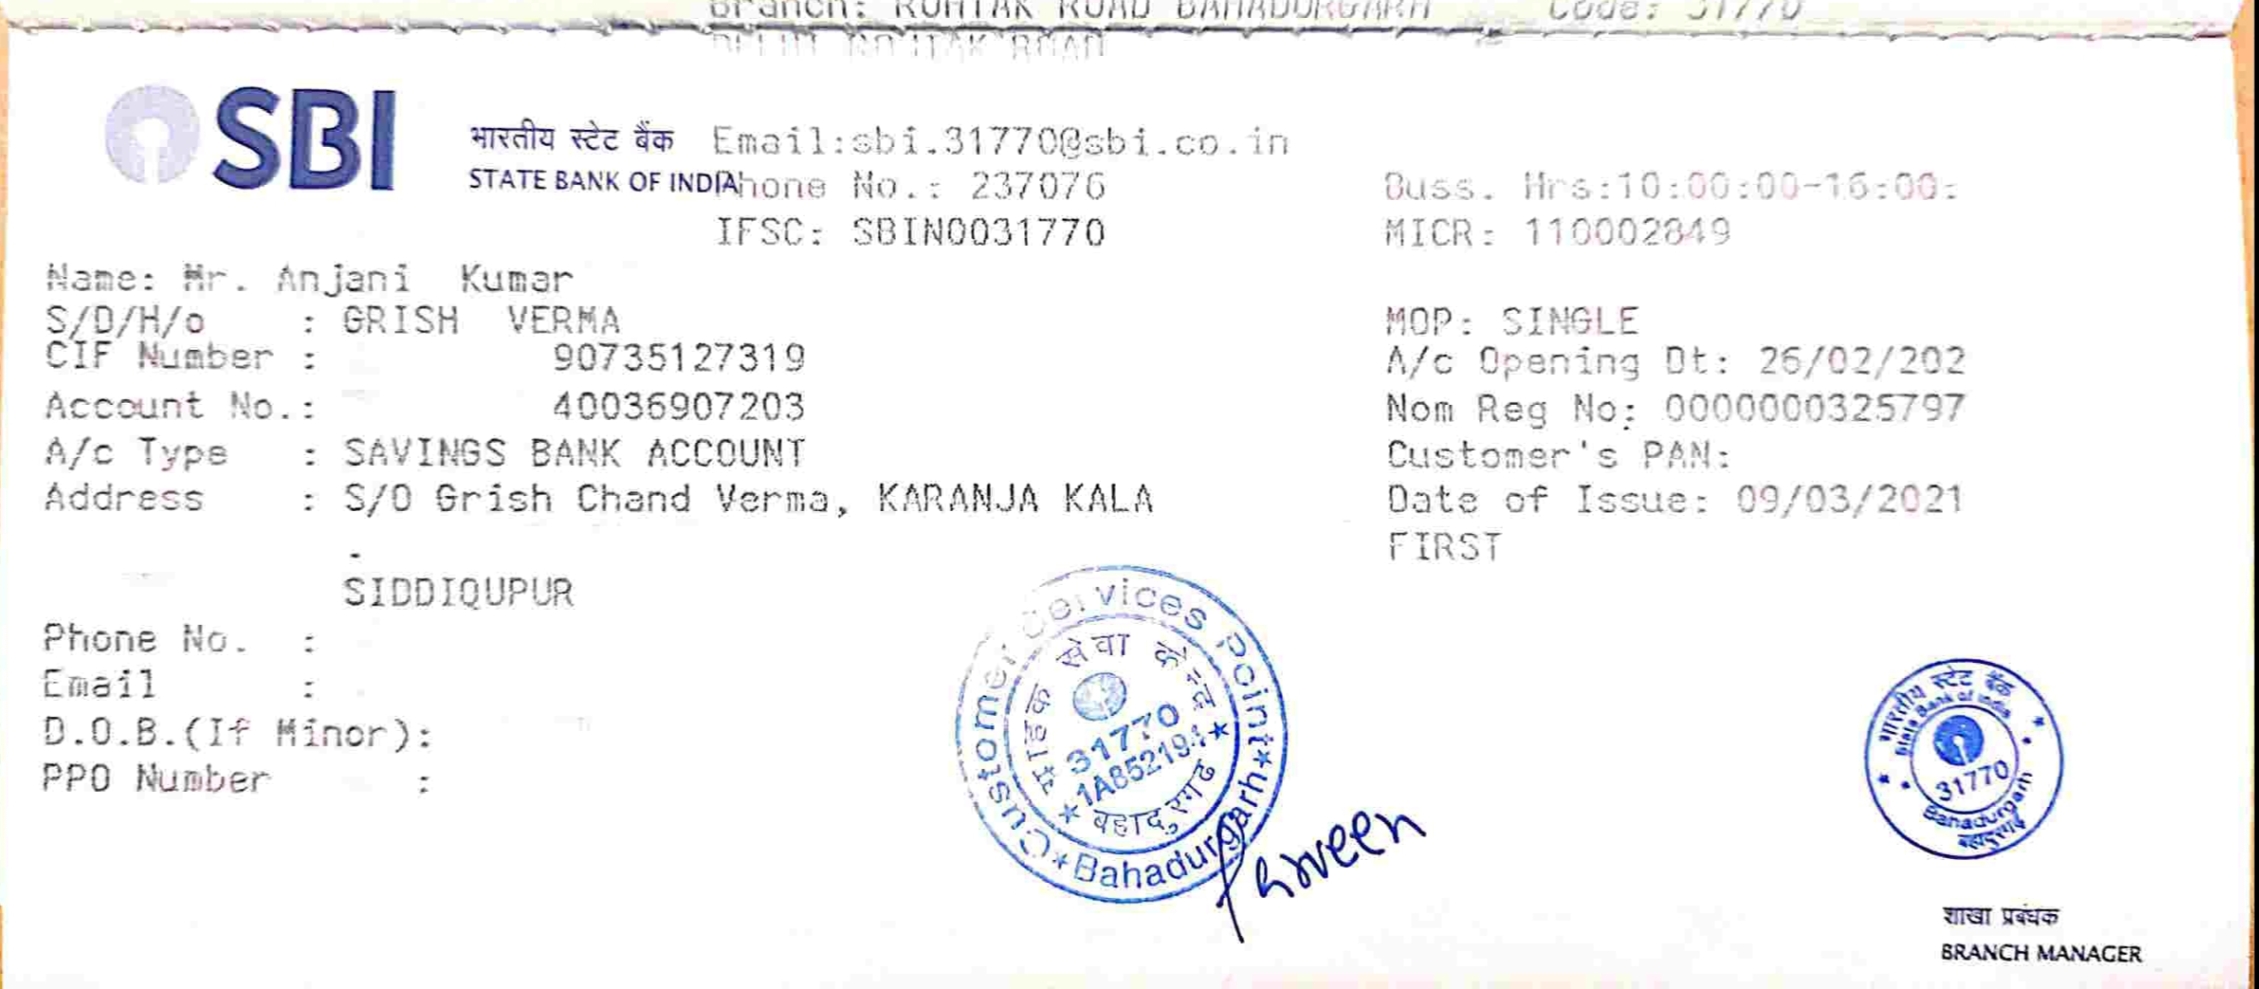 Branch: ROHTAK ROAD BAHADURGARH Code: 31770
DELHI ROHTAK ROAD
SBI
भारतीय स्टेट बैंक Email:sbi.31770@sbi.co.in
STATE BANK OF INDIA Phone No.: 237076 Buss. Hrs:10:00:00-16:00:
IFSC: SBIN0031770 MICR: 110002849
Name: Mr. Anjani Kumar
S/D/H/o : GRISH VERMA MOP: SINGLE
CIF Number : 90735127319 A/c Opening Dt: 26/02/202
Account No.: 40036907203 Nom Reg No: 0000000325797
A/c Type : SAVINGS BANK ACCOUNT Customer's PAN:
Address : S/O Grish Chand Verma, KARANJA KALA Date of Issue: 09/03/2021
- FIRST
SIDDIQUPUR
Phone No. :
Email :
D.O.B.(If Minor):
PPO Number :
Customer Services Point
ग्राहक सेवा केन्द्र
31770
1A852194
बहादुरगढ
Bahadurgarh
Parveen
भारतीय स्टेट बैंक
State Bank of India
31770
Bahadurgarh
बहादुरगढ़
शाखा प्रबंधक
BRANCH MANAGER